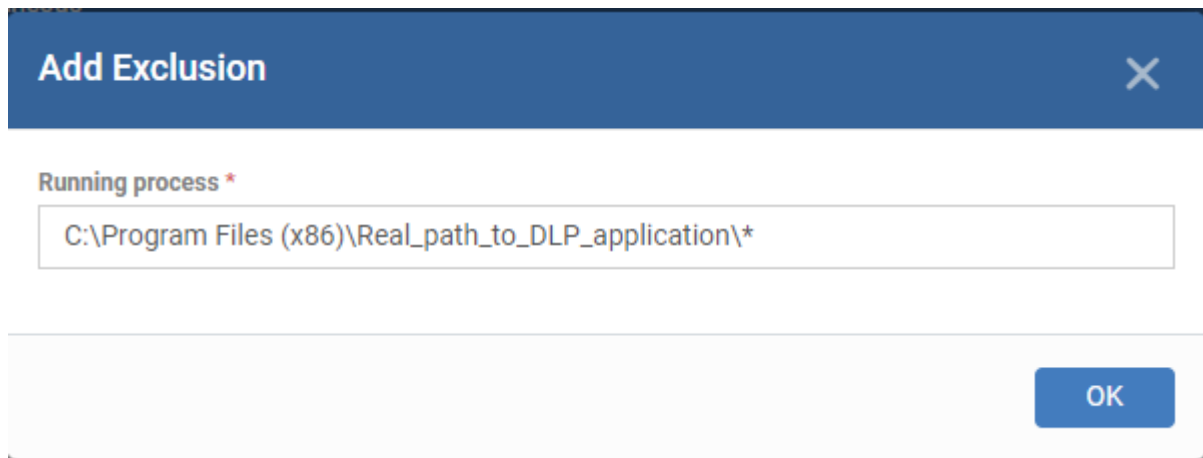 Add Exclusion
Running process *
C:\Program Files (x86)\Real_path_to_DLP_application\*
OK